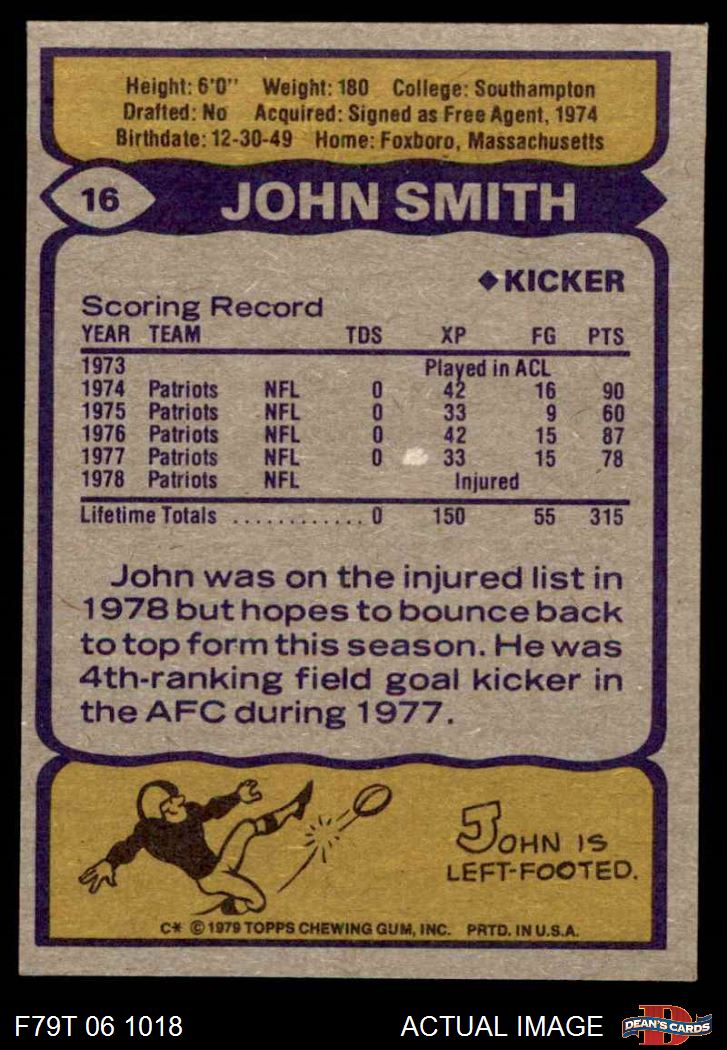 Height: 6'0" Weight: 180 College: Southampton
Drafted: No Acquired: Signed as Free Agent, 1974
Birthdate: 12-30-49 Home: Foxboro, Massachusetts
16 JOHN SMITH
◆KICKER
Scoring Record
YEAR TEAM TDS XP FG PTS
1973 Played in ACL
1974 Patriots NFL 0 42 16 90
1975 Patriots NFL 0 33 9 60
1976 Patriots NFL 0 42 15 87
1977 Patriots NFL 0 33 15 78
1978 Patriots NFL Injured
Lifetime Totals ............ 0 150 55 315
John was on the injured list in
1978 but hopes to bounce back
to top form this season. He was
4th-ranking field goal kicker in
the AFC during 1977.
JOHN IS
LEFT-FOOTED.
C* © 1979 TOPPS CHEWING GUM, INC. PRTD. IN U.S.A.
F79T 06 1018 ACTUAL IMAGE D DEAN'S CARDS